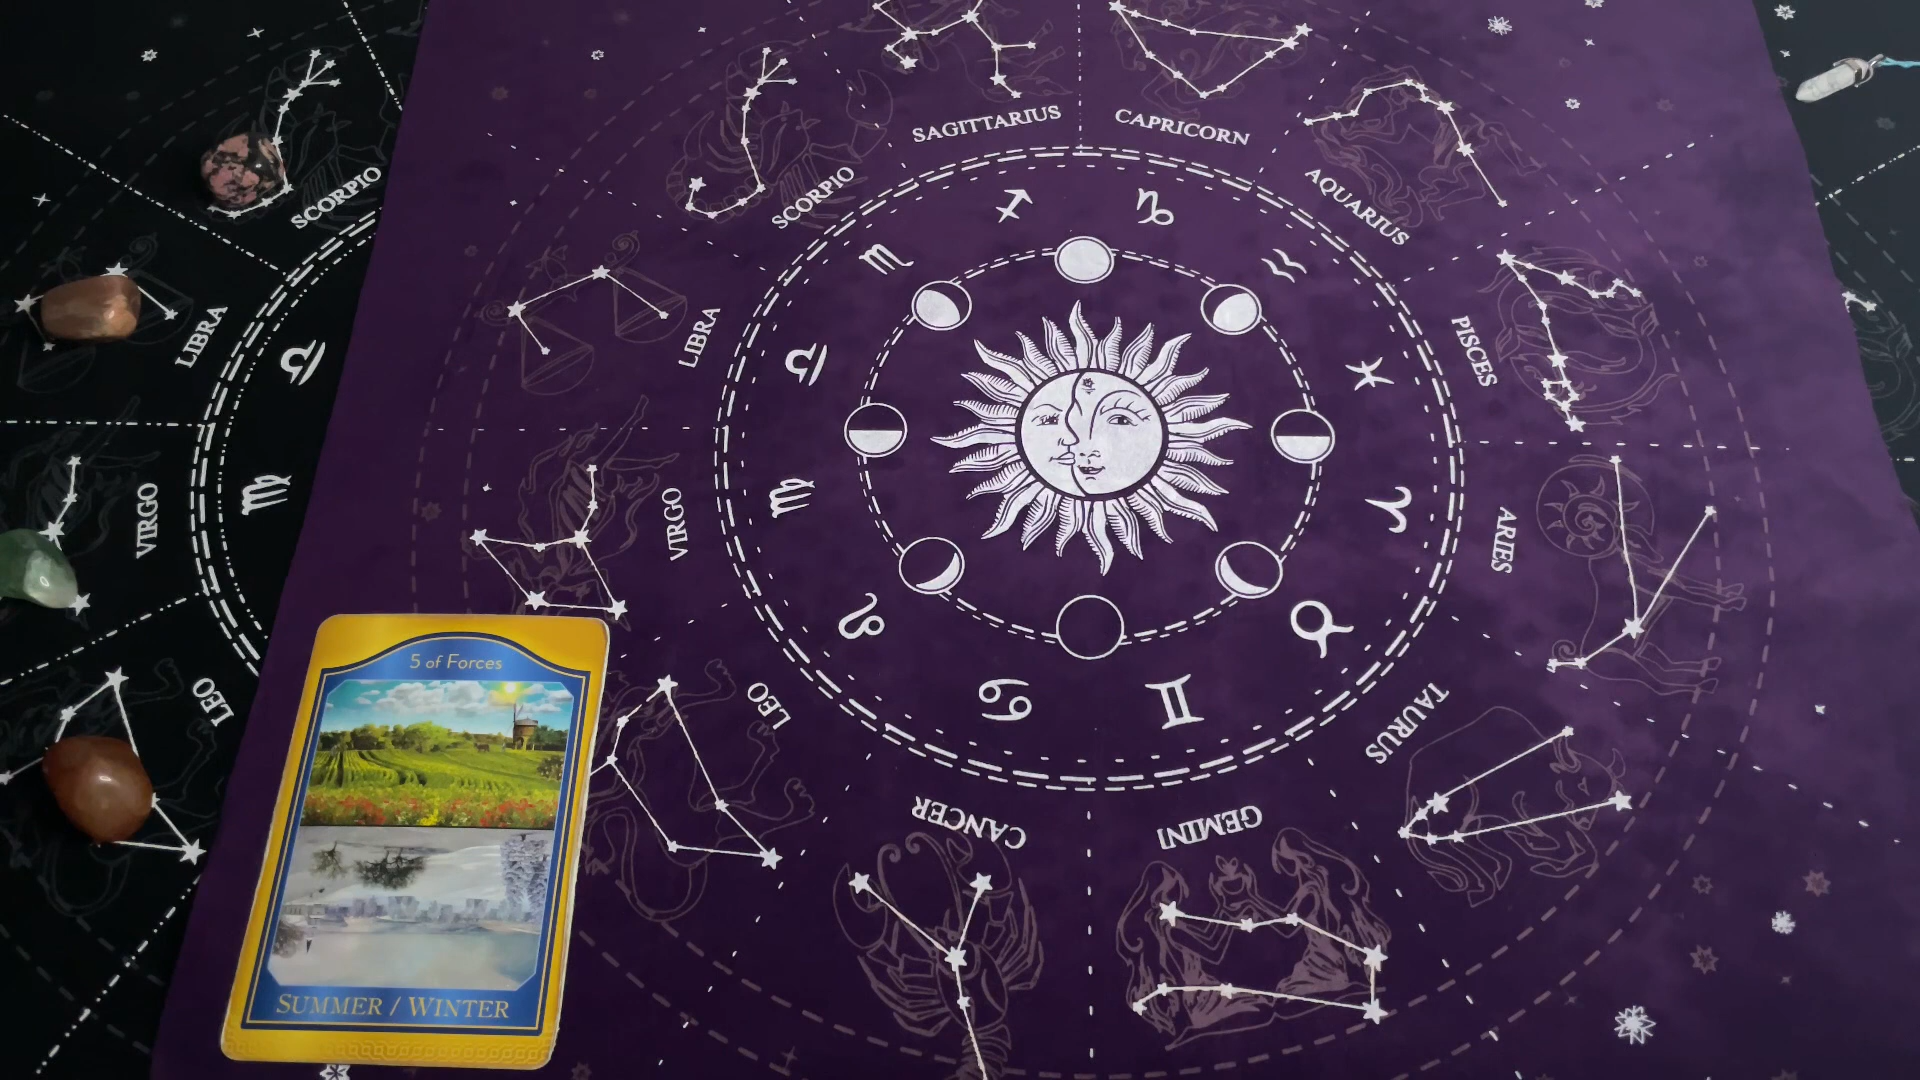 SAGITTARIUS
CAPRICORN
SCORPIO
SCORPIO
AQUARIUS
LIBRA
LIBRA
PISCES
VIRGO
VIRGO
ARIES
LEO
LEO
TAURUS
CANCER
GEMINI
5 of Forces
SUMMER / WINTER